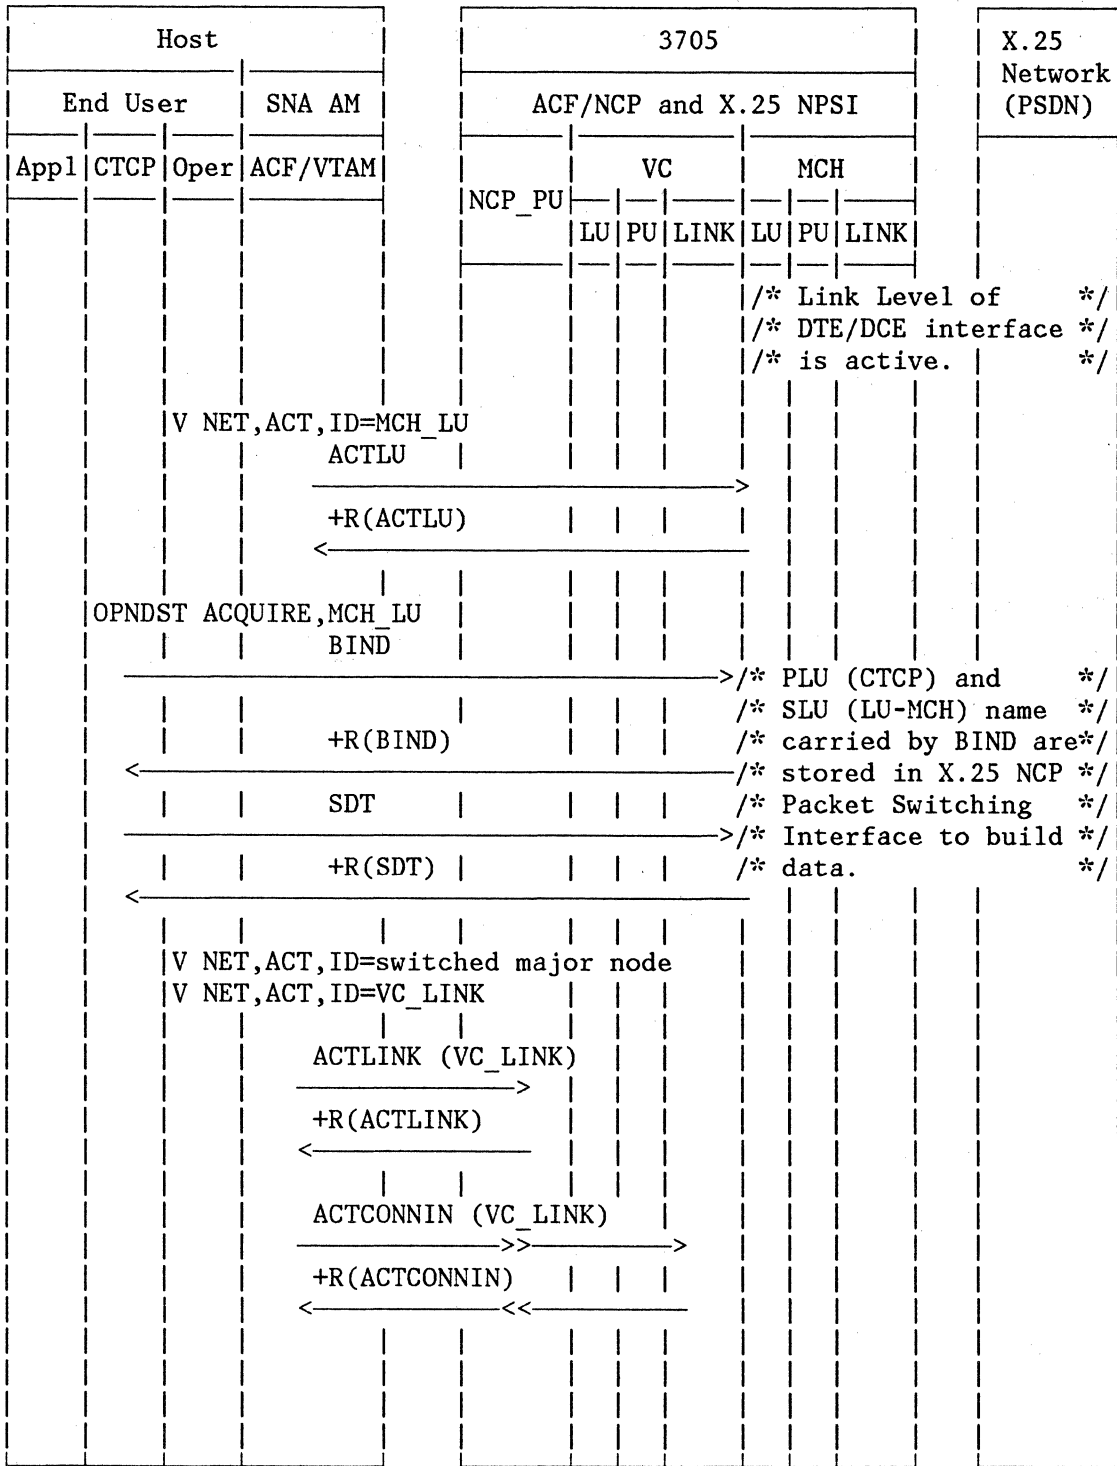 Host 3705 X.25
Network
End User SNA AM ACF/NCP and X.25 NPSI (PSDN)
Appl CTCP Oper ACF/VTAM VC MCH
NCP_PU
LU PU LINK LU PU LINK
/* Link Level of */
/* DTE/DCE interface */
/* is active. */
V NET,ACT,ID=MCH_LU
ACTLU
+R(ACTLU)
OPNDST ACQUIRE,MCH_LU
BIND
/* PLU (CTCP) and */
/* SLU (LU-MCH) name */
+R(BIND) /* carried by BIND are*/
/* stored in X.25 NCP */
SDT /* Packet Switching */
/* Interface to build */
+R(SDT) /* data. */
V NET,ACT,ID=switched major node
V NET,ACT,ID=VC_LINK
ACTLINK (VC_LINK)
+R(ACTLINK)
ACTCONNIN (VC_LINK)
+R(ACTCONNIN)